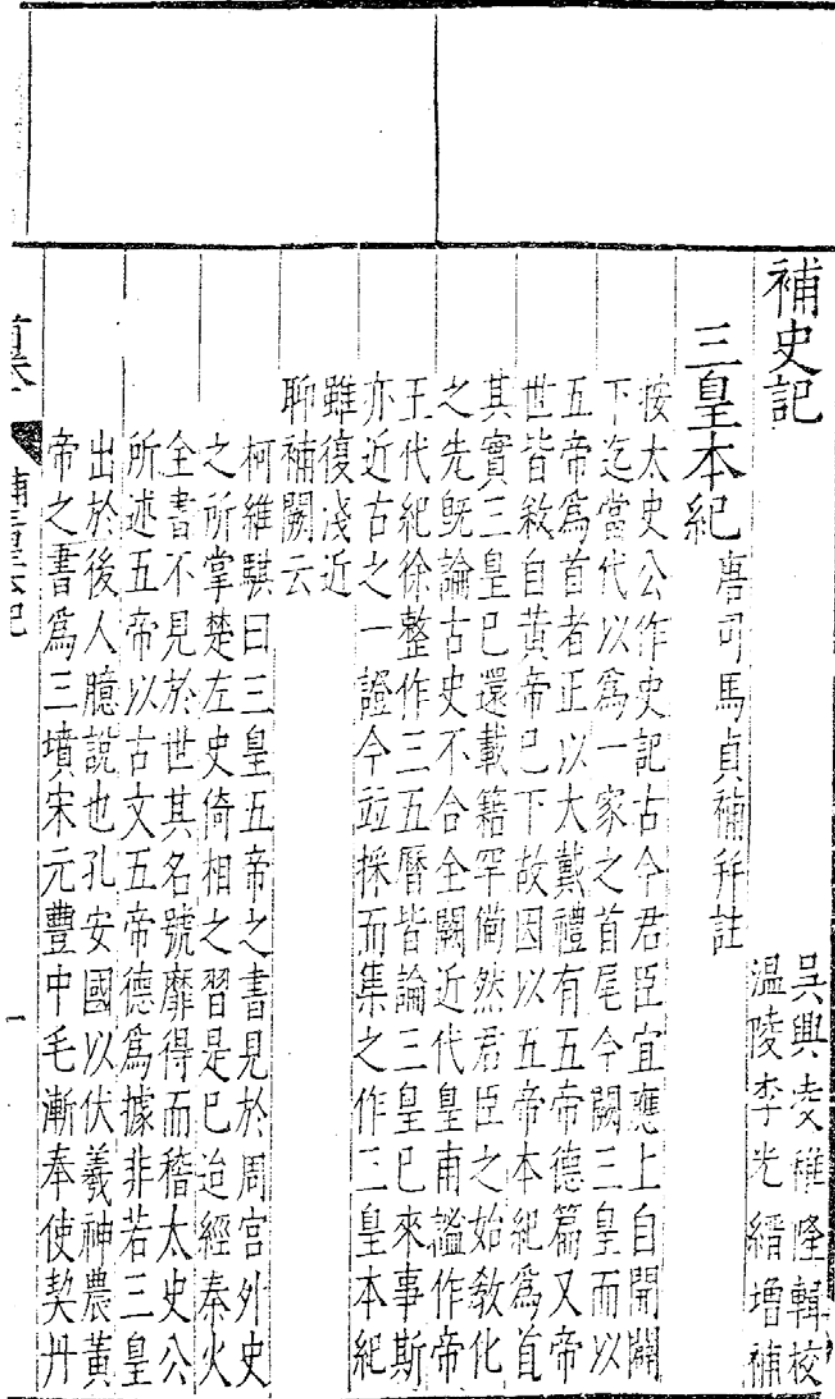 補史記
吳興凌稚隆輯校
溫陵李光縉增補
三皇本紀 唐司馬貞補并註
按太史公作史記古今君臣宜應上自開闢
下迄當代以爲一家之首尾今闕三皇而以
五帝爲首者正以大戴禮有五帝德篇又帝
世皆敘自黃帝已下故因以五帝本紀爲首
其實三皇已還載籍罕備然君臣之始教化
之先旣論古史不合全闕近代皇甫謐作帝
王代紀徐整作三五曆皆論三皇已來事斯
亦近古之一證今竝採而集之作三皇本紀
雖復淺近
聊補闕云
柯維騏曰三皇五帝之書見於周官外史
之所掌楚左史倚相之習是已迨經秦火
全書不見於世其名號靡得而稽太史公
所述五帝以古文五帝德爲據非若三皇
出於後人臆說也孔安國以伏羲神農黃
帝之書爲三墳宋元豐中毛漸奉使契丹
補三皇本紀
一